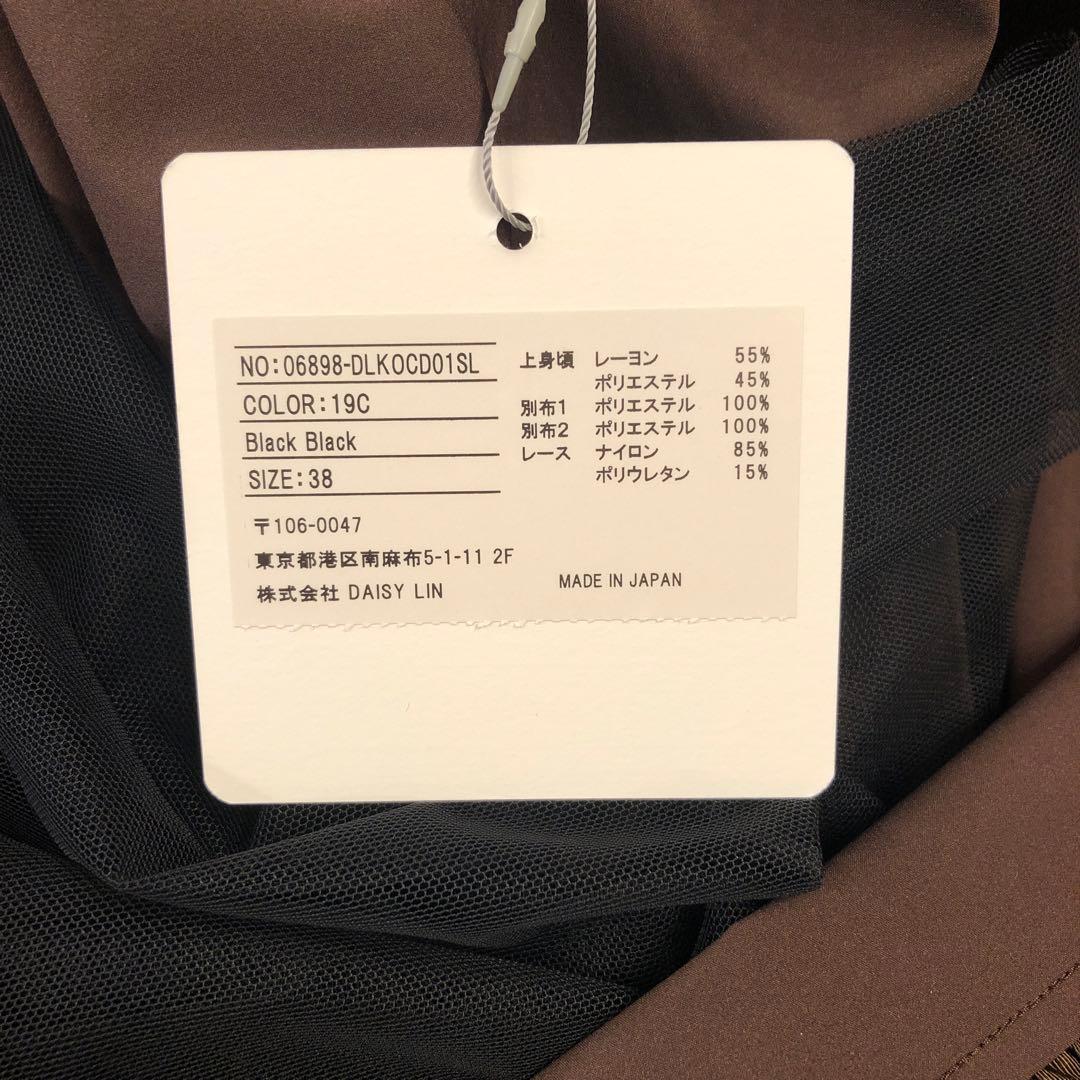 NO:06898-DLKOCD01SL
COLOR:19C
Black Black
SIZE:38
上身頃 レーヨン 55%
ポリエステル 45%
別布1 ポリエステル 100%
別布2 ポリエステル 100%
レース ナイロン 85%
ポリウレタン 15%
〒106-0047
東京都港区南麻布5-1-11 2F
株式会社 DAISY LIN
MADE IN JAPAN